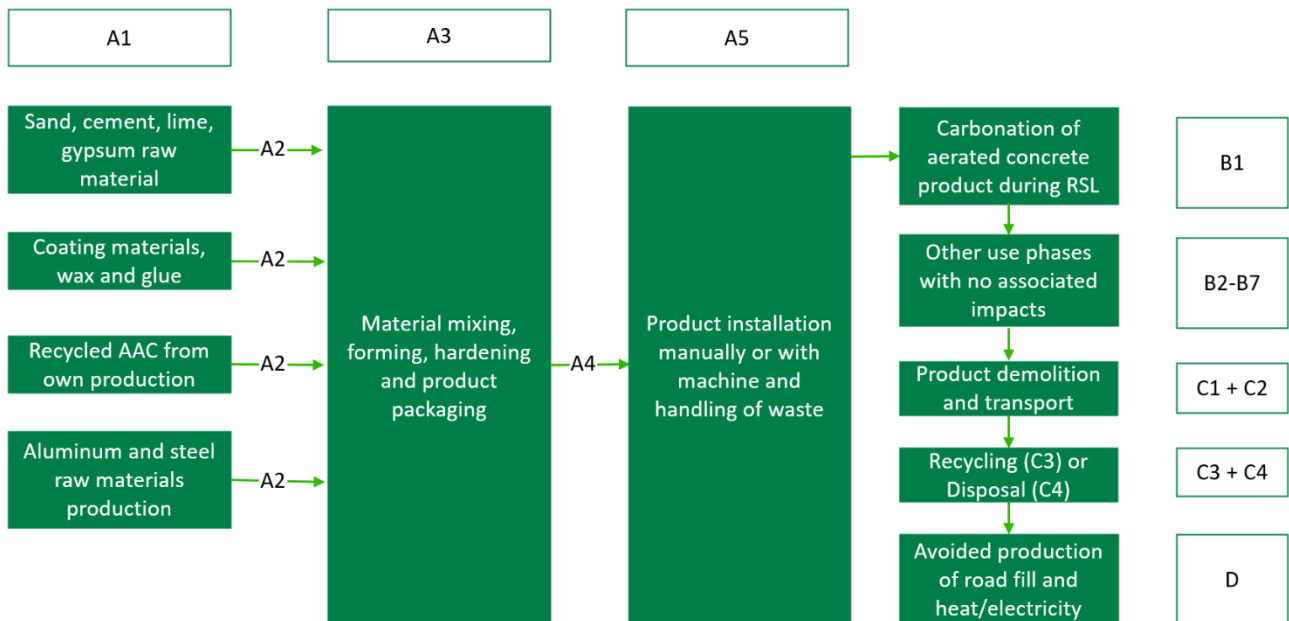 A1
A3
A5
Sand, cement, lime,
gypsum raw
material
A2
Coating materials,
wax and glue
A2
Recycled AAC from
own production
A2
Aluminum and steel
raw materials
production
A2
Material mixing,
forming, hardening
and product
packaging
A4
Product installation
manually or with
machine and
handling of waste
Carbonation of
aerated concrete
product during RSL
B1
Other use phases
with no associated
impacts
B2-B7
Product demolition
and transport
C1 + C2
Recycling (C3) or
Disposal (C4)
C3 + C4
Avoided production
of road fill and
heat/electricity
D